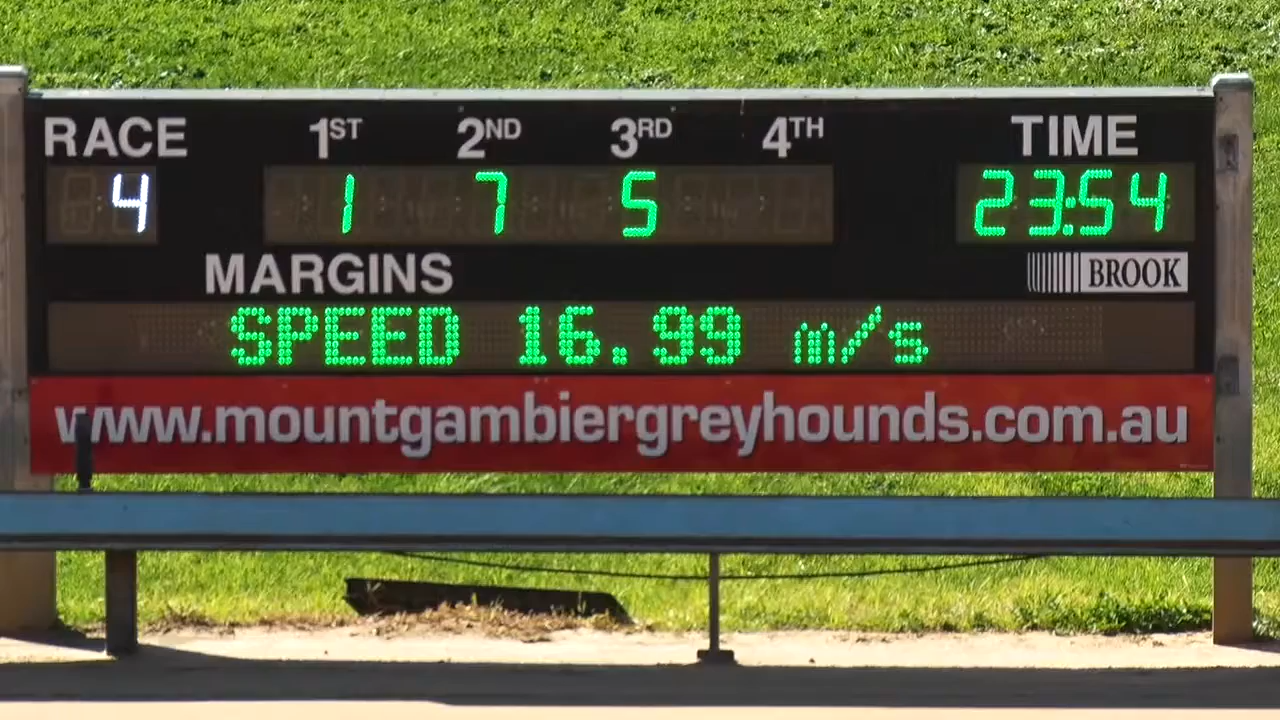 RACE 1ST 2ND 3RD 4TH TIME
4 1 7 5 23:54
MARGINS BROOK
SPEED 16.99 m/s
www.mountgambiergreyhounds.com.au